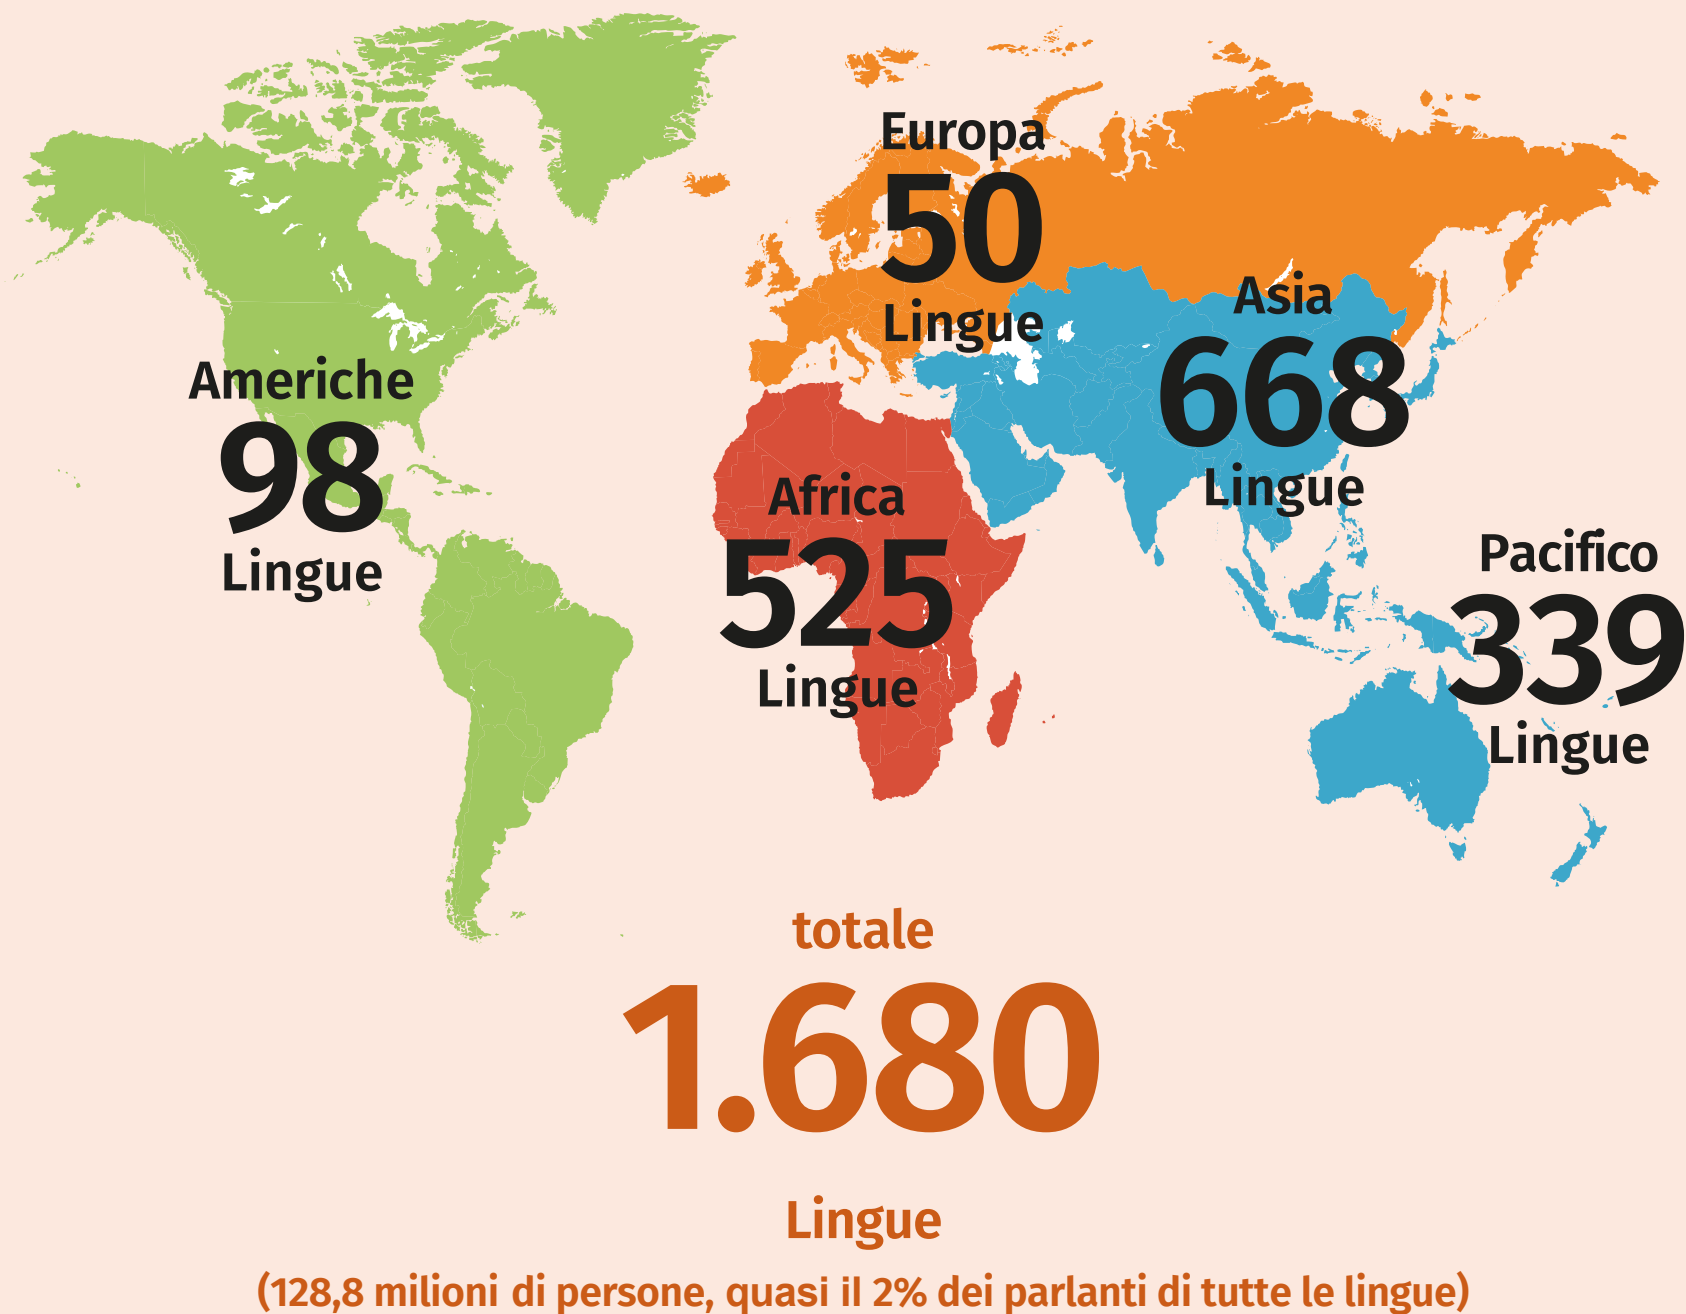 Europa
50
Lingue
Asia
668
Lingue
Americhe
98
Lingue
Africa
525
Lingue
Pacifico
339
Lingue
totale
1.680
Lingue
(128,8 milioni di persone, quasi il 2% dei parlanti di tutte le lingue)